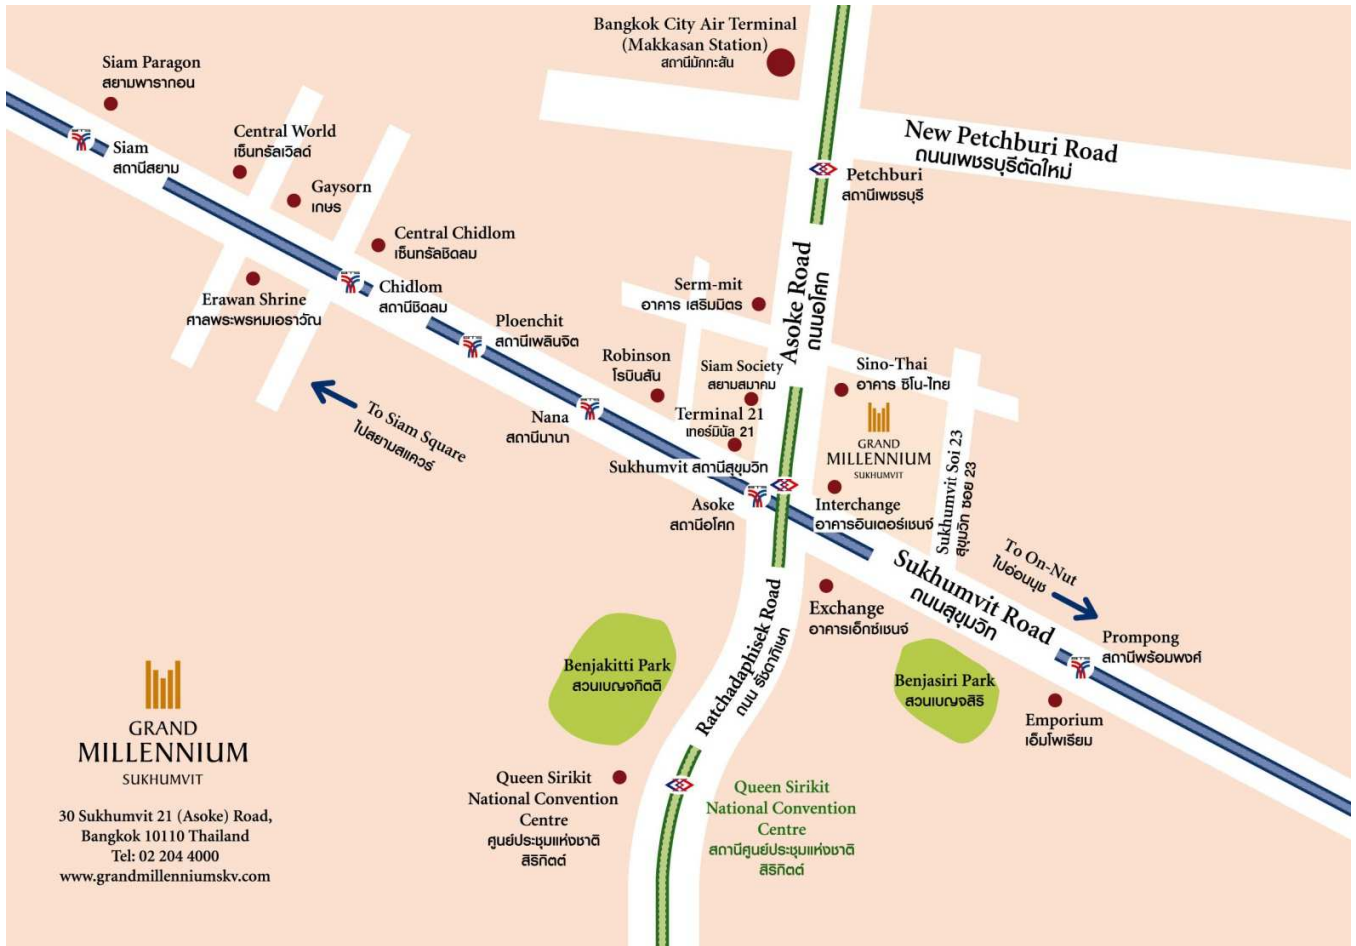 Bangkok City Air Terminal
(Makkasan Station)
สถานีมักกะสัน
Siam Paragon
สยามพารากอน
Central World
เซ็นทรัลเวิลด์
New Petchburi Road
ถนนเพชรบุรีตัดใหม่
Siam
สถานีสยาม
Gaysorn
เกษร
Petchburi
สถานีเพชรบุรี
Central Chidlom
เซ็นทรัลชิดลม
Asoke Road
ถนนอโศก
Erawan Shrine
ศาลพระพรหมเอราวัณ
Chidlom
สถานีชิดลม
Serm-mit
อาคาร เสริมมิตร
Ploenchit
สถานีเพลินจิต
Robinson
โรบินสัน
Siam Society
สยามสมาคม
Sino-Thai
อาคาร ซิโน-ไทย
To Siam Square
ไปสยามสแควร์
Nana
สถานีนานา
Terminal 21
เทอร์มินัล 21
GRAND
MILLENNIUM
SUKHUMVIT
Sukhumvit Soi 23
สุขุมวิท ซอย 23
Sukhumvit สถานีสุขุมวิท
Asoke
สถานีอโศก
Interchange
อาคารอินเตอร์เชนจ์
To On-Nut
ไปอ่อนนุช
Sukhumvit Road
ถนนสุขุมวิท
Exchange
อาคารเอ็กซ์เชนจ์
Ratchadaphisek Road
ถนน รัชดาภิเษก
Prompong
สถานีพร้อมพงศ์
Benjakitti Park
สวนเบญจกิตติ
Benjasiri Park
สวนเบญจสิริ
Emporium
เอ็มโพเรียม
GRAND
MILLENNIUM
SUKHUMVIT
30 Sukhumvit 21 (Asoke) Road,
Bangkok 10110 Thailand
Tel: 02 204 4000
www.grandmillenniumskv.com
Queen Sirikit
National Convention
Centre
ศูนย์ประชุมแห่งชาติ
สิริกิตต์
Queen Sirikit
National Convention
Centre
สถานีศูนย์ประชุมแห่งชาติ
สิริกิตต์